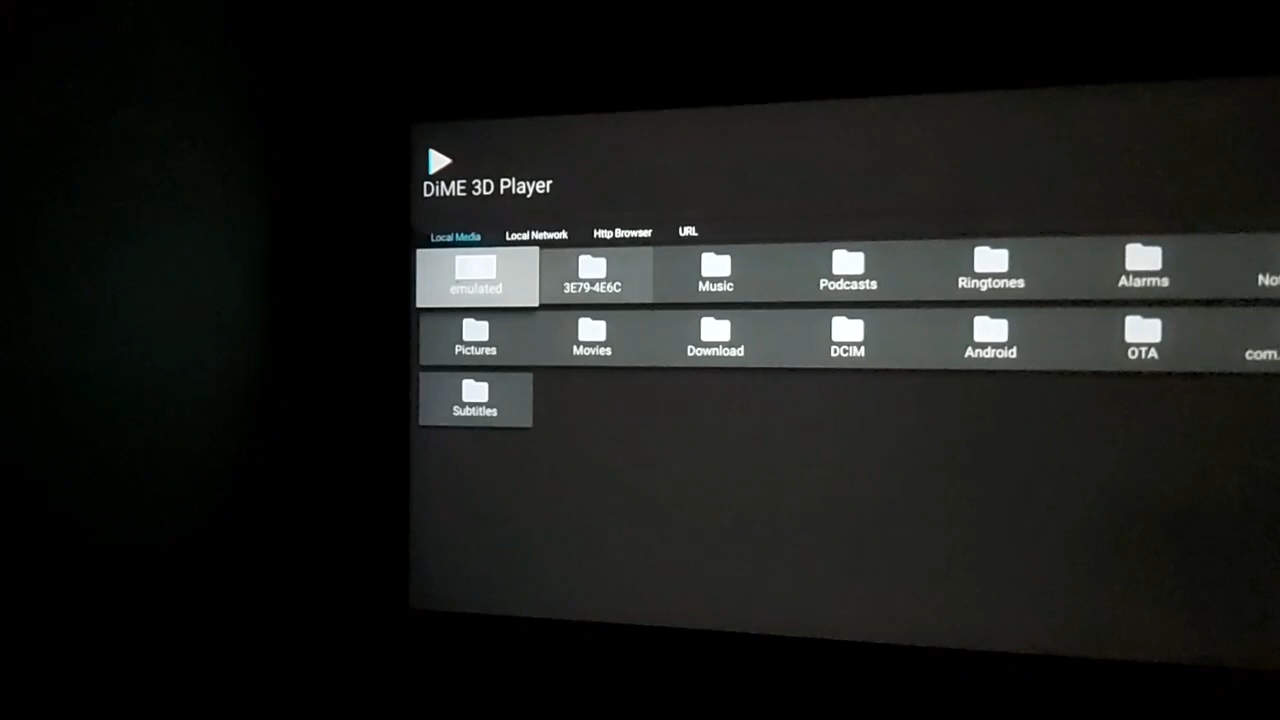 DiME 3D Player
Local Media Local Network Http Browser URL
emulated 3E79-4E6C Music Podcasts Ringtones Alarms
Pictures Movies Download DCIM Android OTA com.
Subtitles